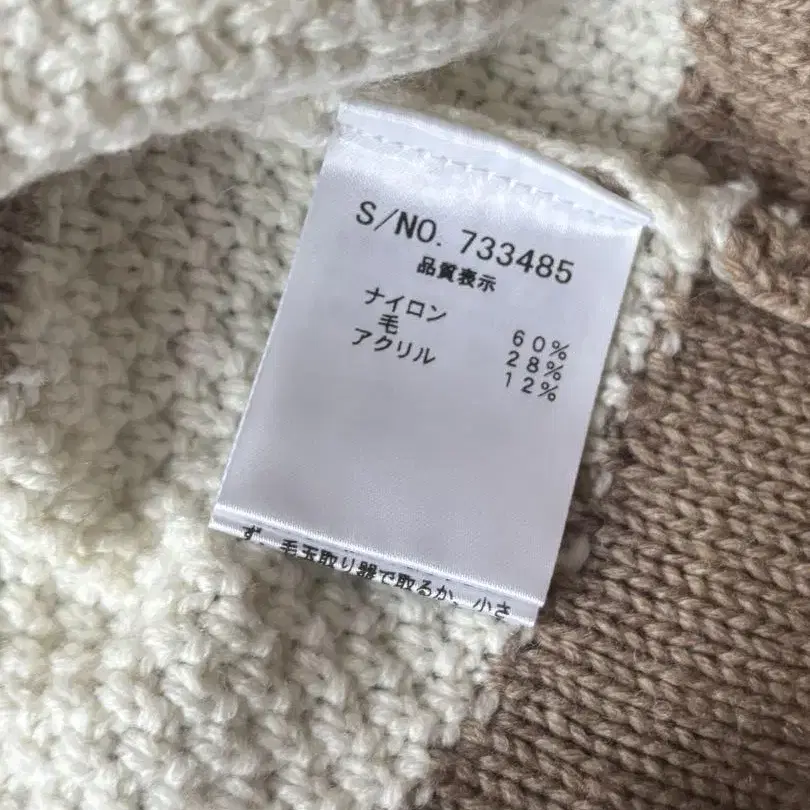 S/NO. 733485
品質表示
ナイロン 60%
毛 28%
アクリル 12%
ず、毛玉取り器で取るか、小さ